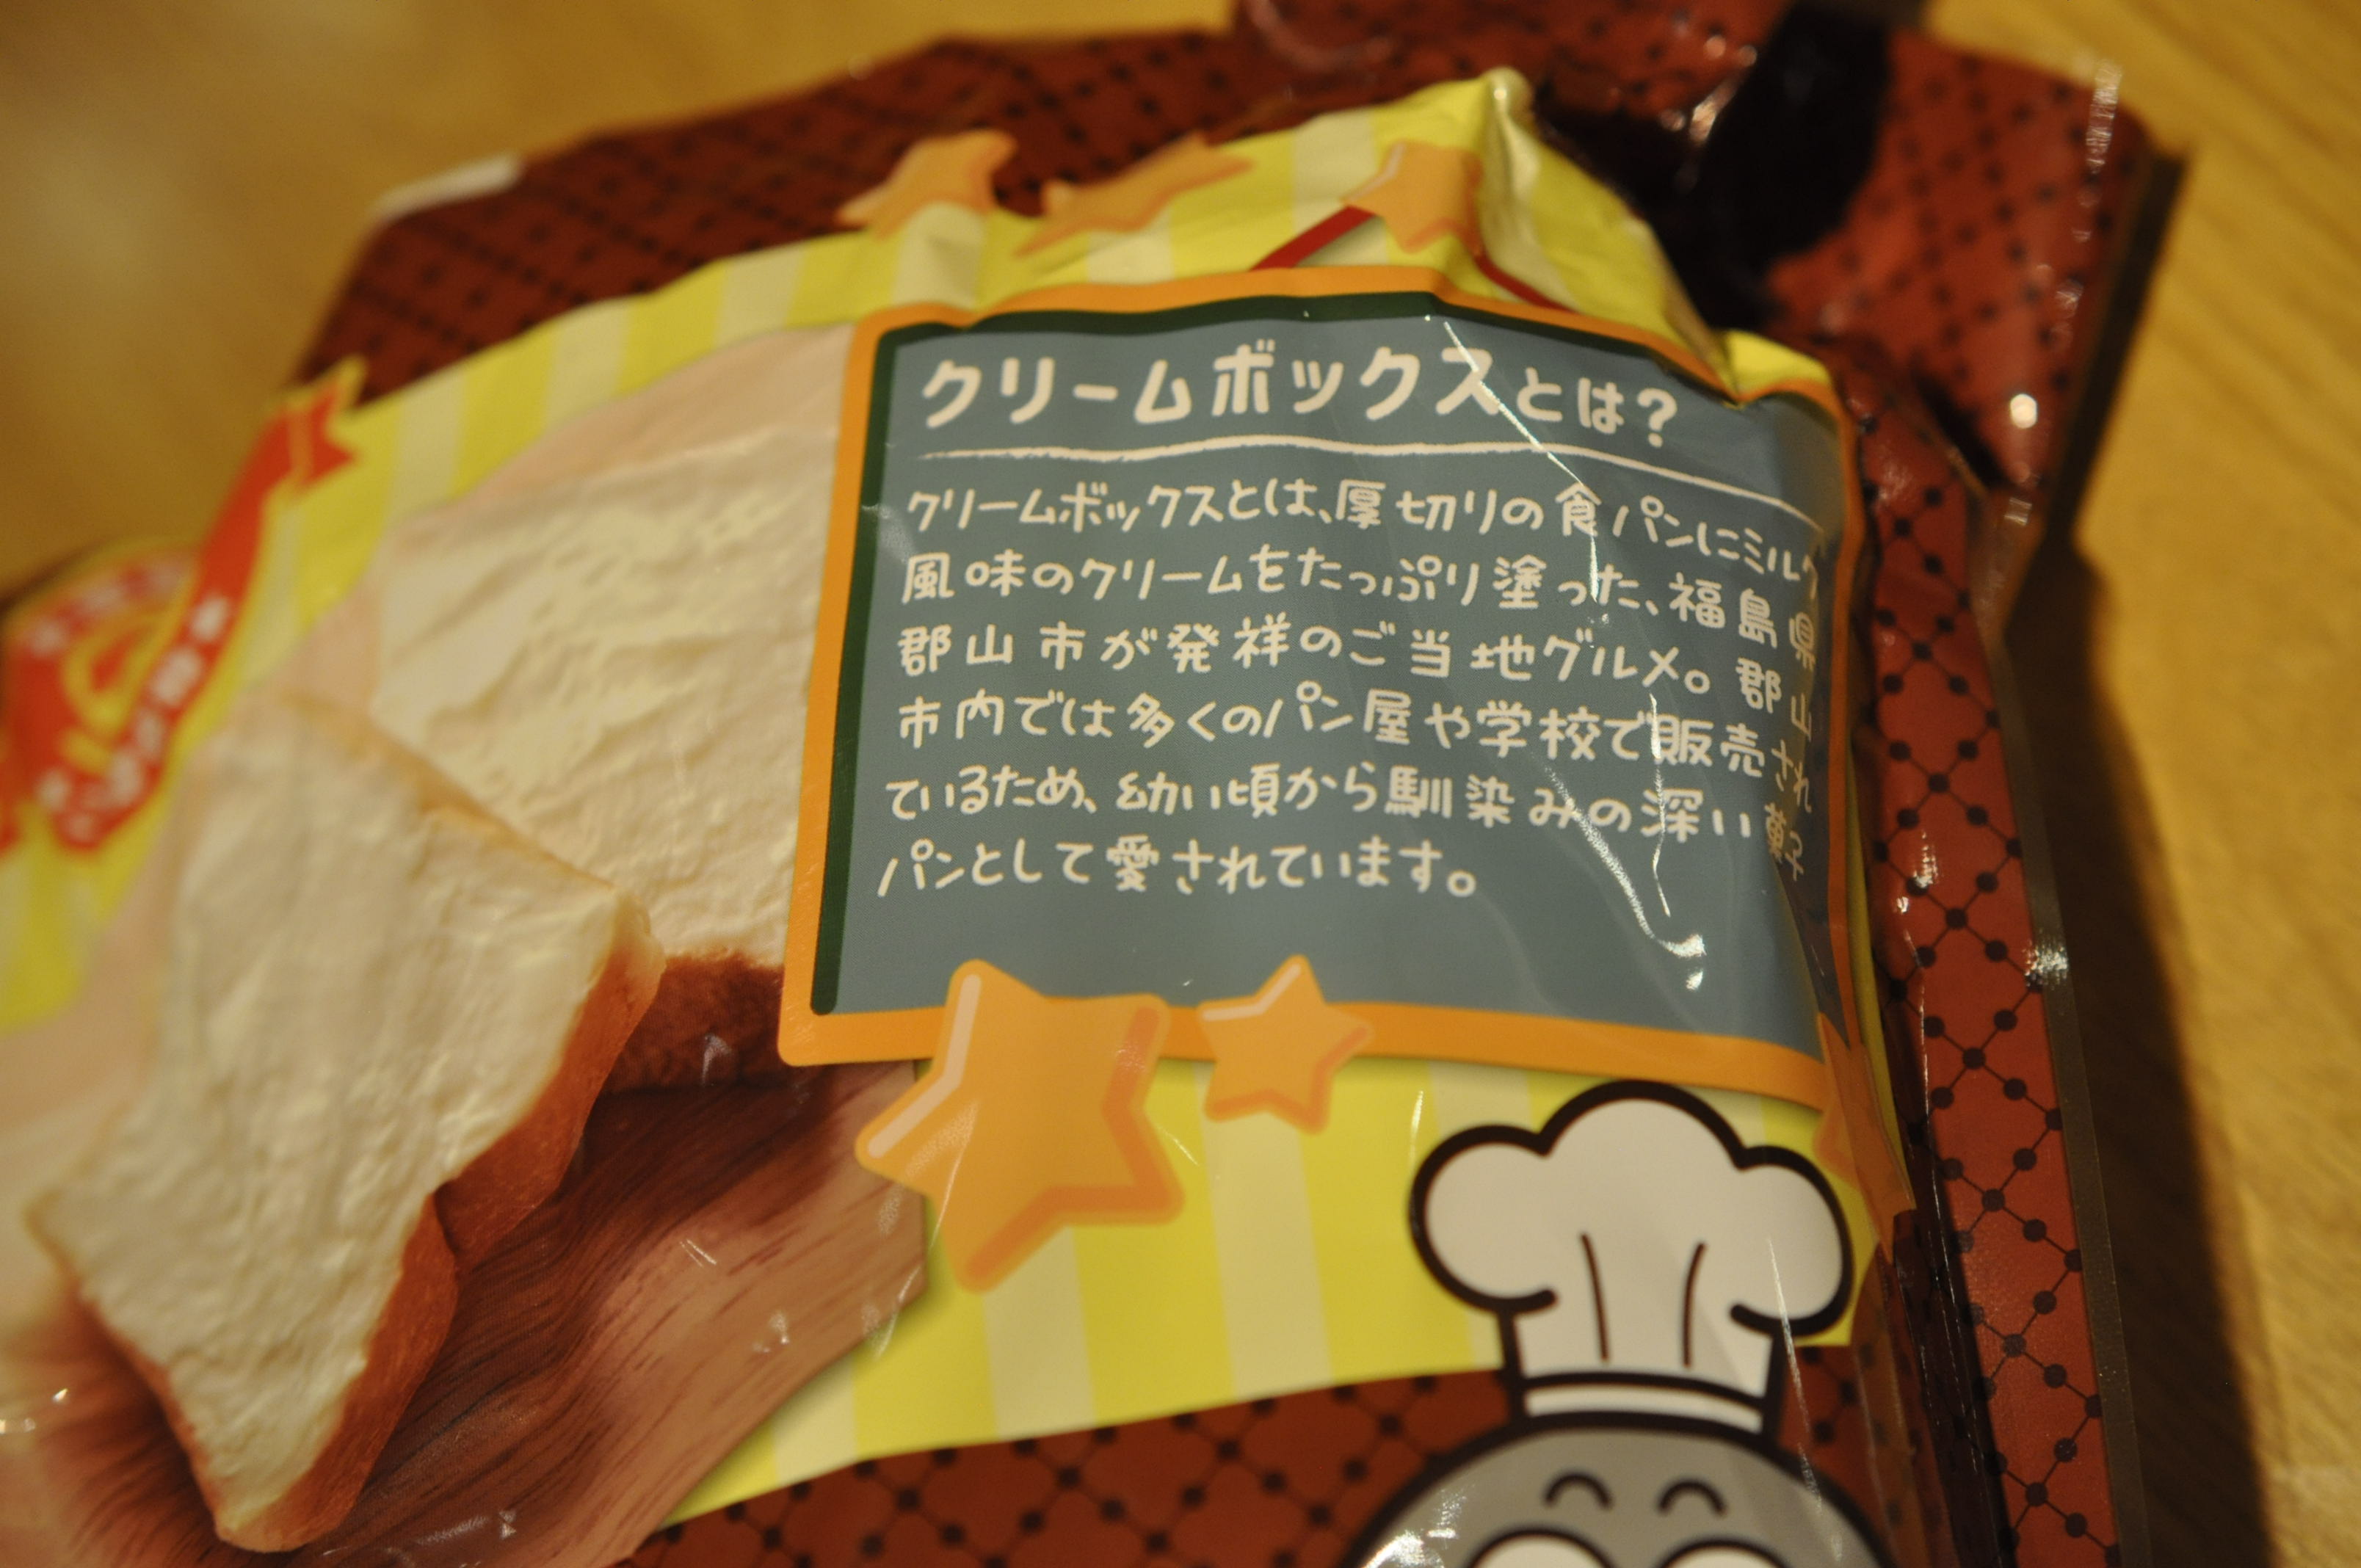 クリームボックスとは?
クリームボックスとは、厚切りの食パンにミルク
風味のクリームをたっぷり塗った、福島県
郡山市が発祥のご当地グルメ。郡山
市内では多くのパン屋や学校で販売され
ているため、幼い頃から馴染みの深い菓子
パンとして愛されています。